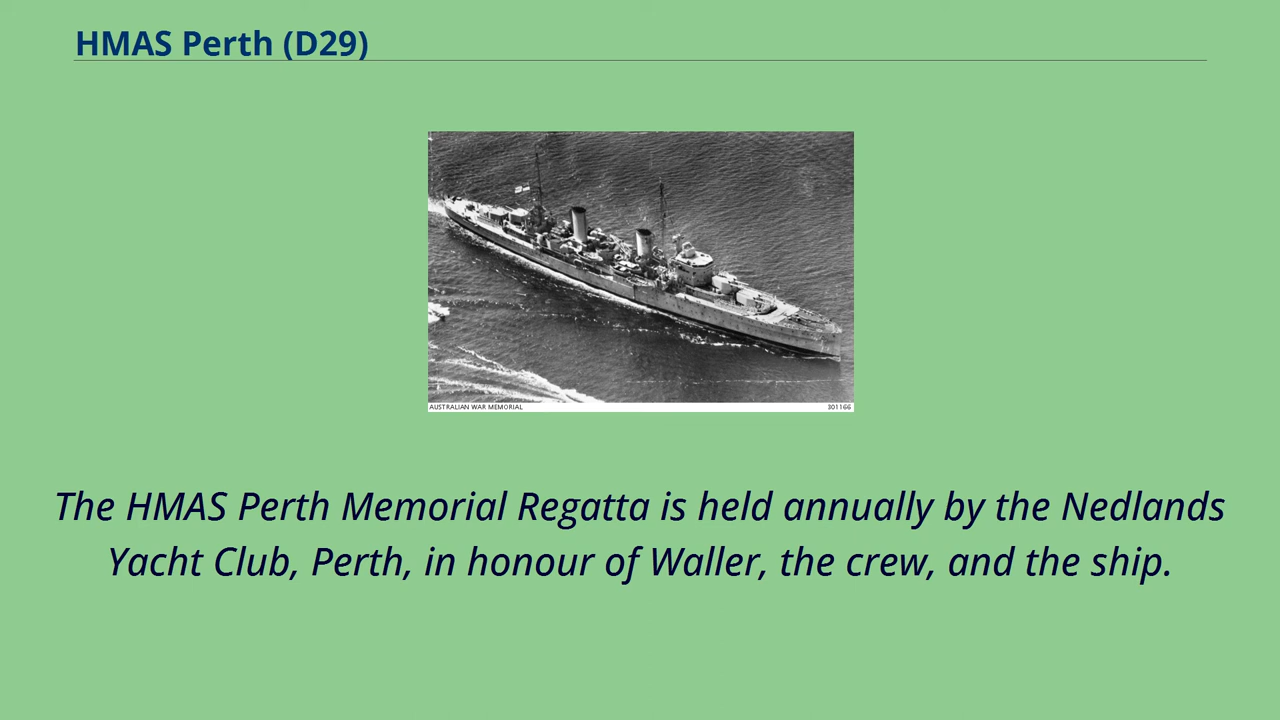 HMAS Perth (D29)
AUSTRALIAN WAR MEMORIAL 301166
The HMAS Perth Memorial Regatta is held annually by the Nedlands
Yacht Club, Perth, in honour of Waller, the crew, and the ship.